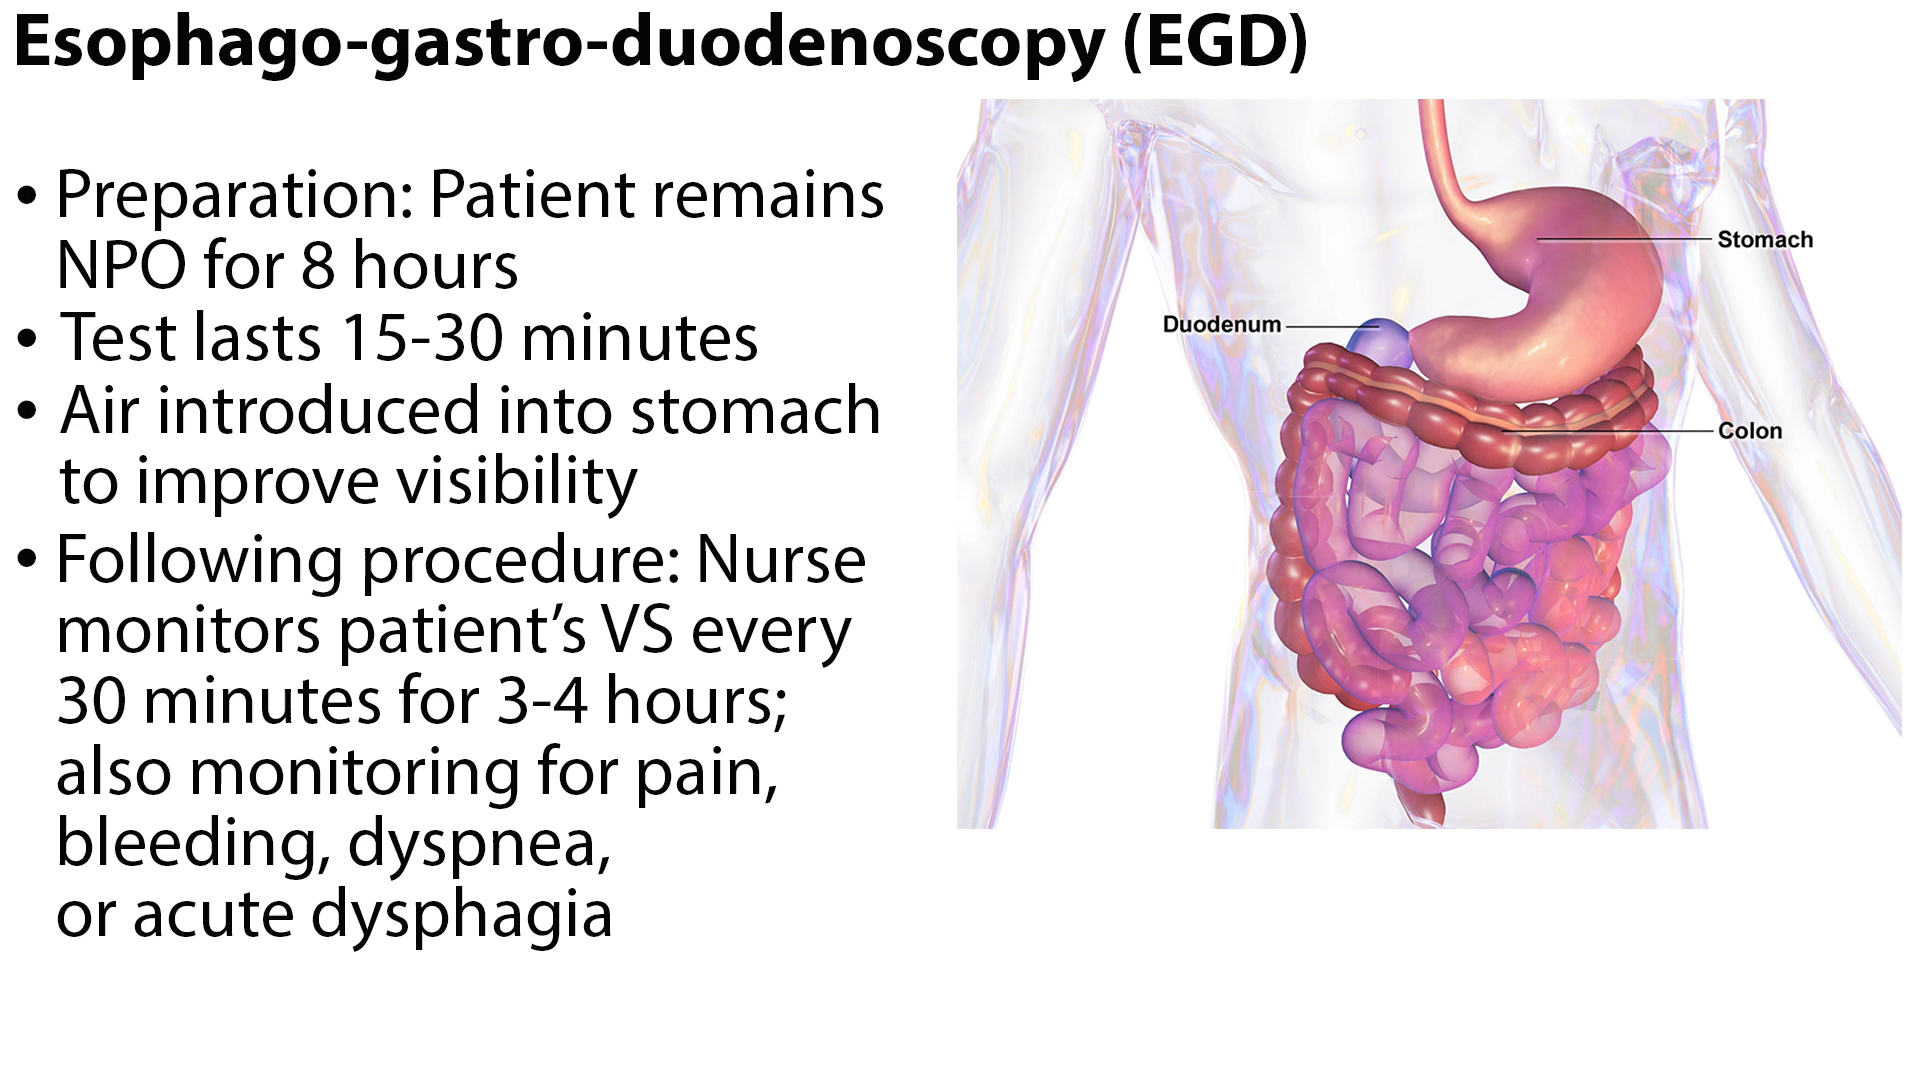 Esophago-gastro-duodenoscopy (EGD)
• Preparation: Patient remains
NPO for 8 hours
• Test lasts 15-30 minutes
• Air introduced into stomach
to improve visibility
• Following procedure: Nurse
monitors patient’s VS every
30 minutes for 3-4 hours;
also monitoring for pain,
bleeding, dyspnea,
or acute dysphagia
Stomach
Duodenum
Colon